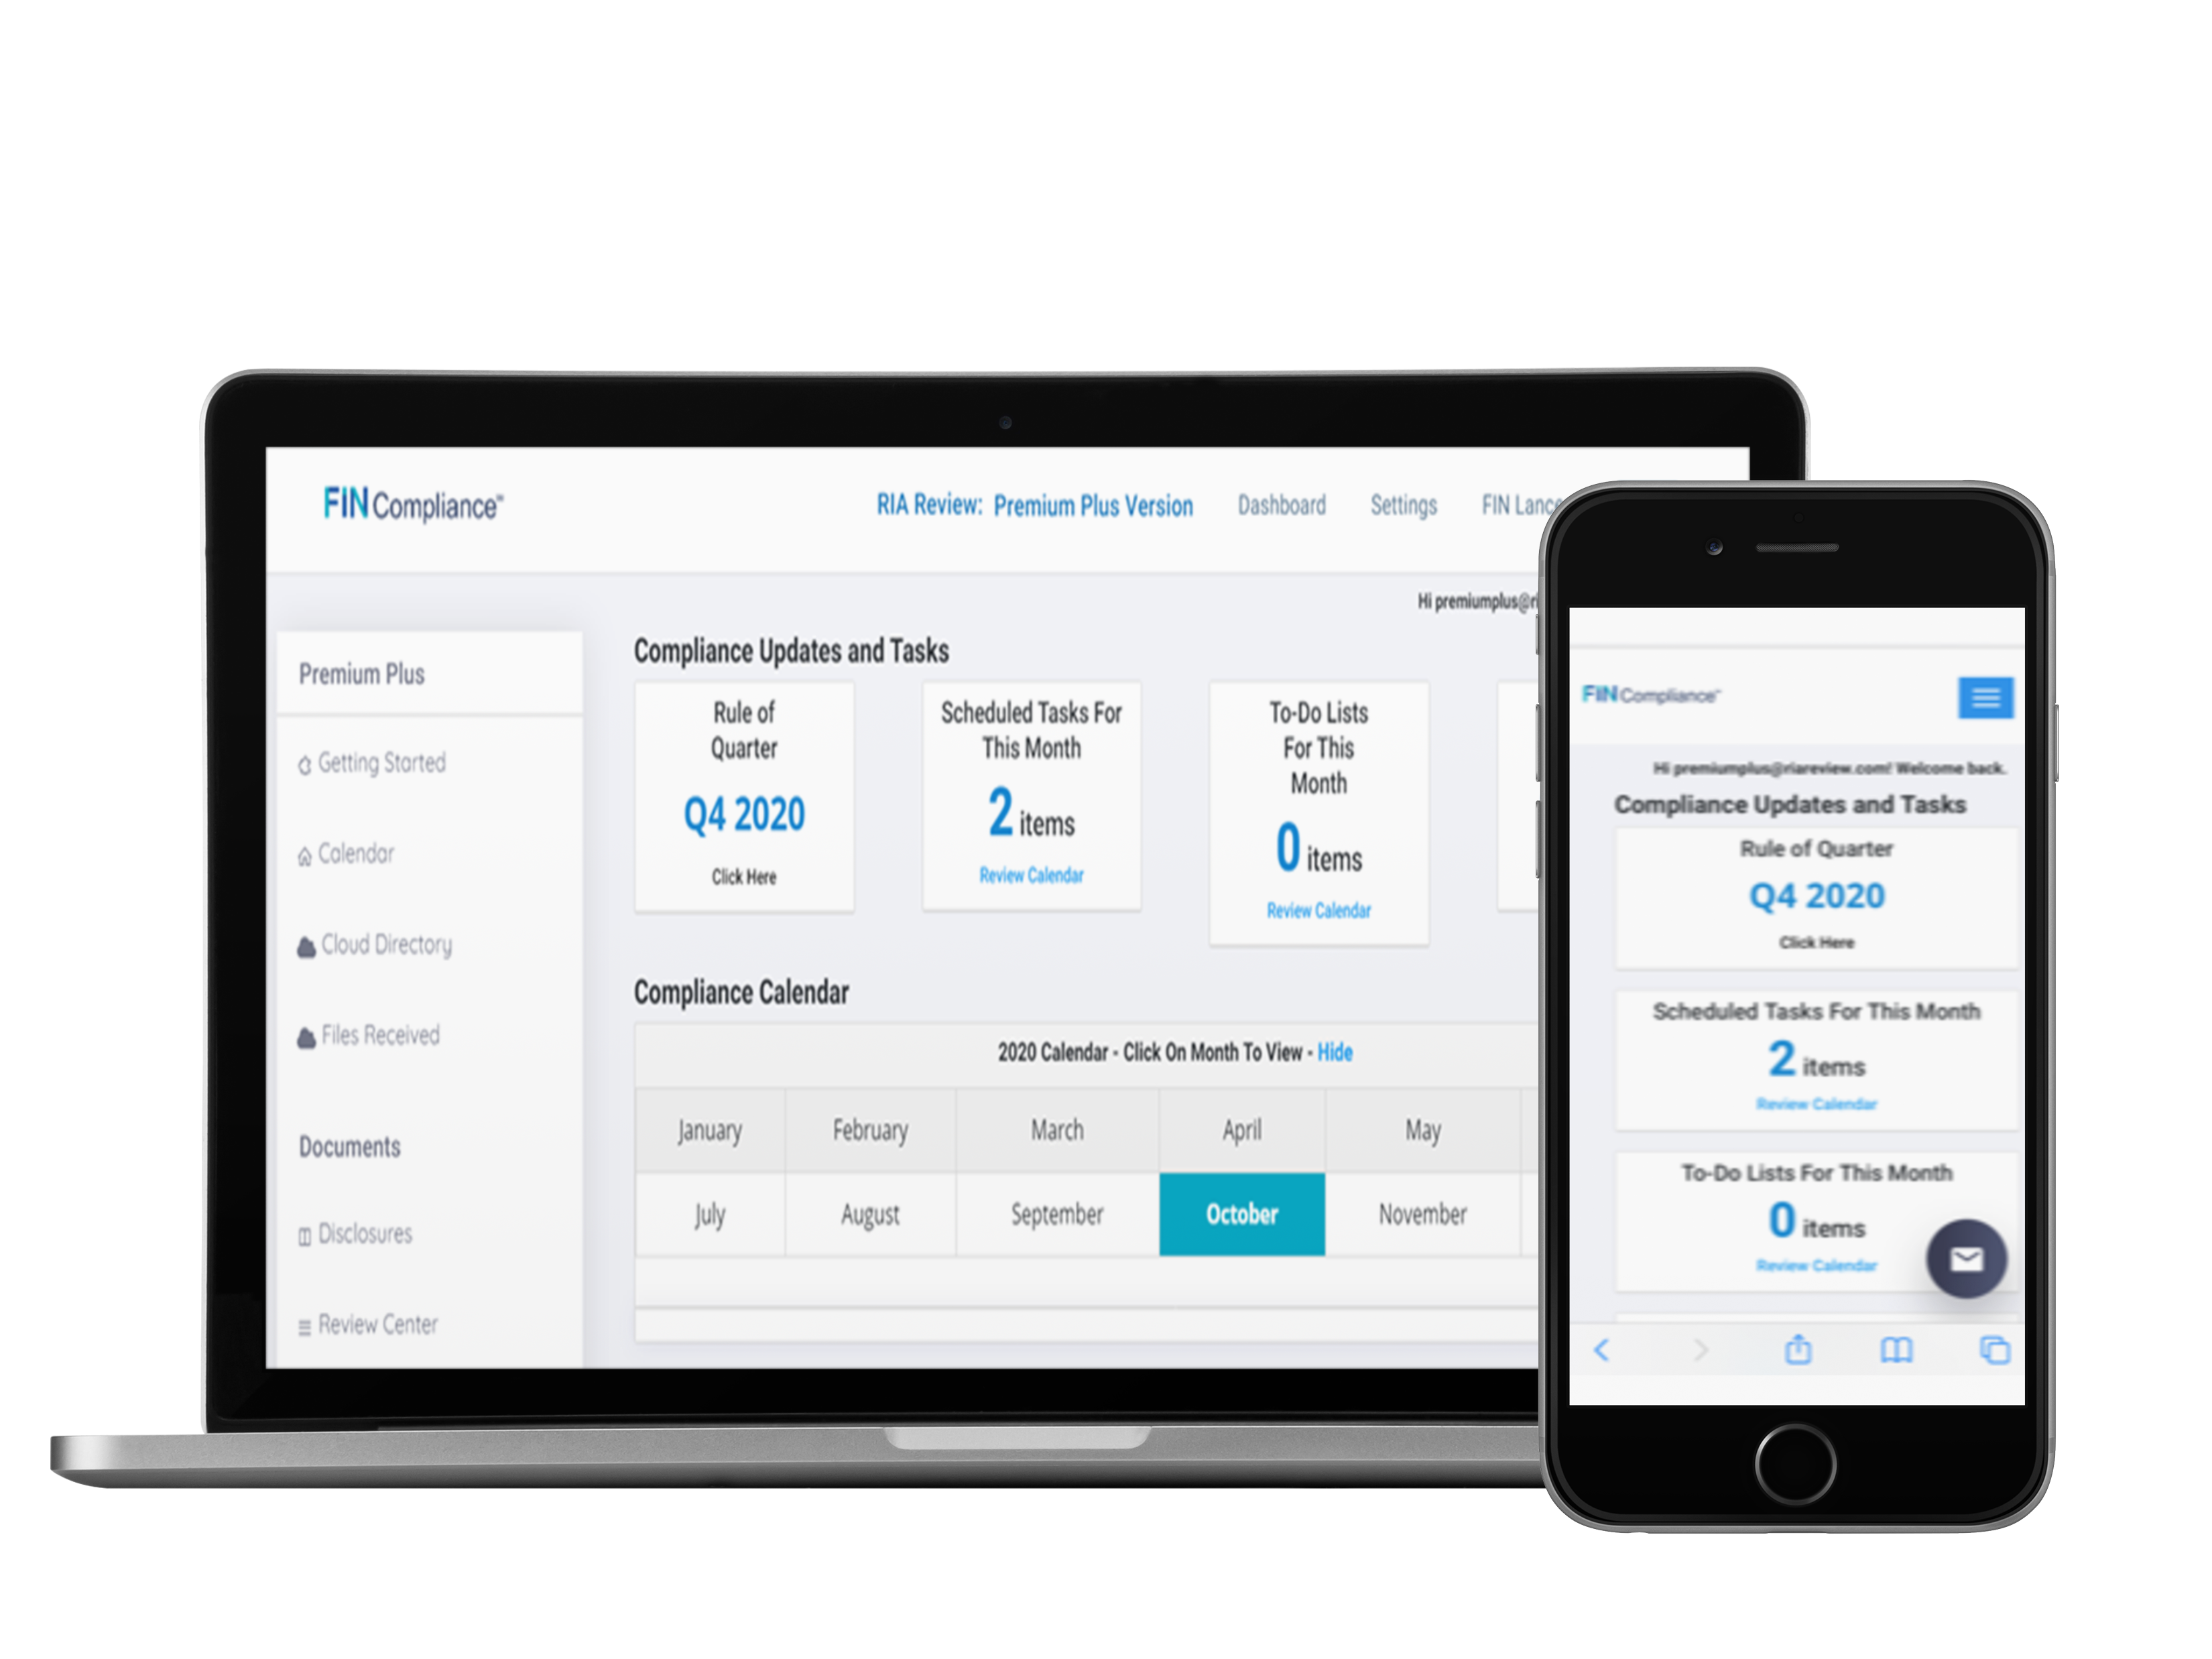 FIN Compliance™
RIA Review: Premium Plus Version
Dashboard
Settings
FIN
Hi
Premium Plus
Getting Started
Calendar
Cloud Directory
Files Received
Documents
Disclosures
Review Center
Compliance Updates and Tasks
Rule of
Quarter
Q4 2020
Click Here
Scheduled Tasks For
This Month
2 items
Review Calendar
To-Do Lists
For This
Month
0 items
Review Calendar
Compliance Calendar
2020 Calendar - Click On Month To View - Hide
January February March April May
July August September October November
FIN Compliance™
Hi premiumplus@riareview.com! Welcome back.
Compliance Updates and Tasks
Rule of Quarter
Q4 2020
Click Here
Scheduled Tasks For This Month
2 items
Review Calendar
To-Do Lists For This Month
0 items
Review Calendar